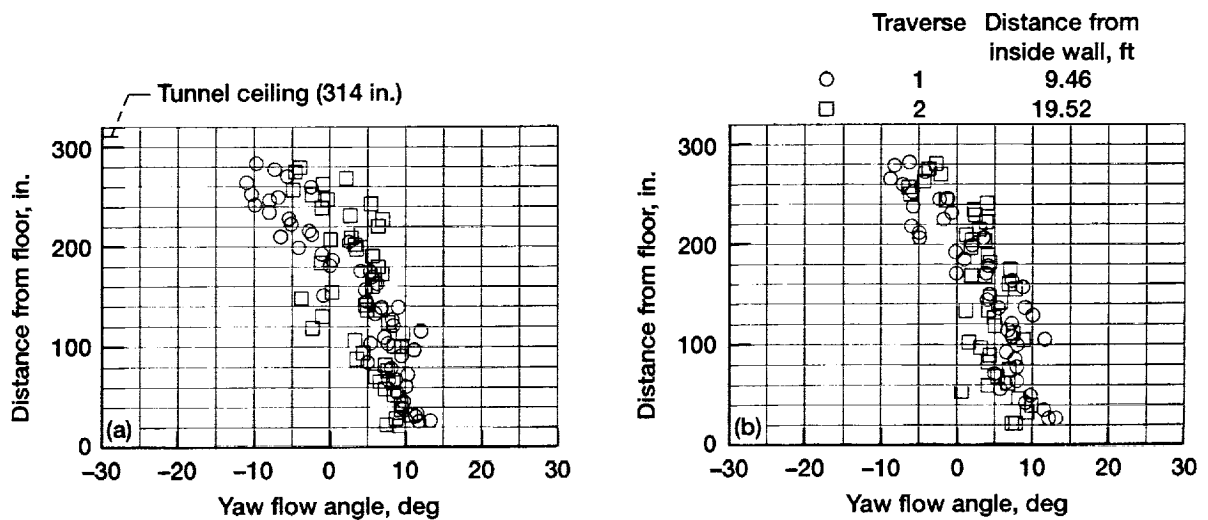 Traverse Distance from
inside wall, ft
○ 1 9.46
□ 2 19.52
Tunnel ceiling (314 in.)
Distance from floor, in.
300
200
100
0
(a)
–30 –20 –10 0 10 20 30
Yaw flow angle, deg
Distance from floor, in.
300
200
100
0
(b)
–30 –20 –10 0 10 20 30
Yaw flow angle, deg